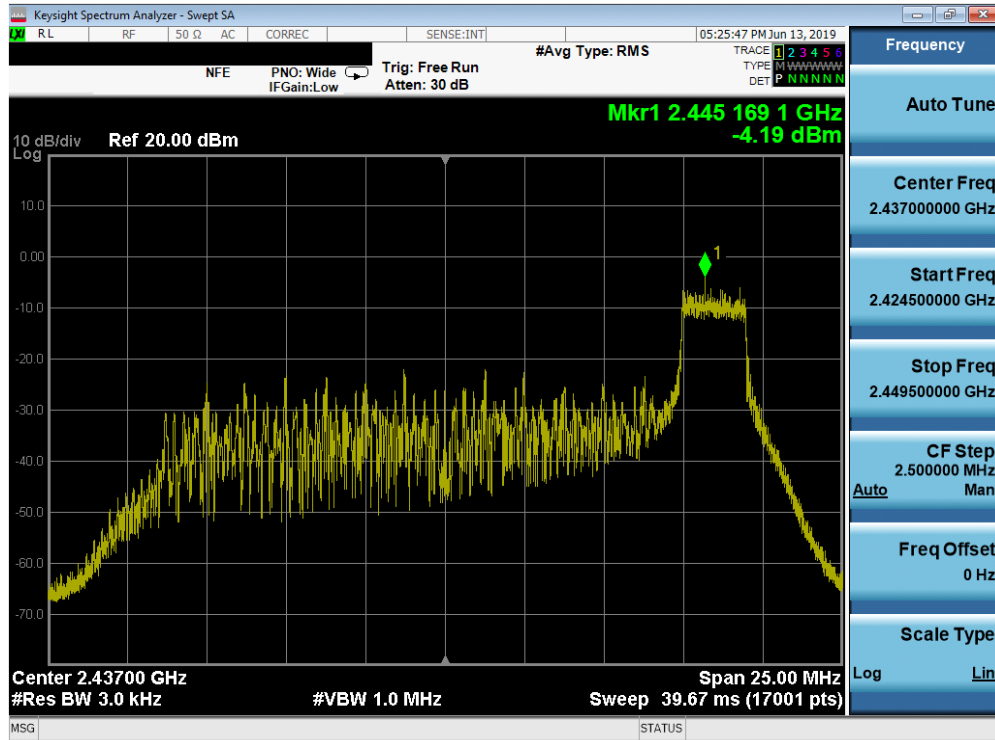 Keysight Spectrum Analyzer - Swept SA
LXI RL RF 50 Ω AC CORREC SENSE:INT 05:25:47 PM Jun 13, 2019
#Avg Type: RMS TRACE 1 2 3 4 5 6
NFE PNO: Wide Trig: Free Run TYPE M W W W W W
IFGain:Low Atten: 30 dB DET P N N N N N
Mkr1 2.445 169 1 GHz
-4.19 dBm
10 dB/div Ref 20.00 dBm
Log
1
10.0
0.00
-10.0
-20.0
-30.0
-40.0
-50.0
-60.0
-70.0
Center 2.43700 GHz Span 25.00 MHz
#Res BW 3.0 kHz #VBW 1.0 MHz Sweep 39.67 ms (17001 pts)
MSG STATUS
Frequency
Auto Tune
Center Freq
2.437000000 GHz
Start Freq
2.424500000 GHz
Stop Freq
2.449500000 GHz
CF Step
2.500000 MHz
Auto Man
Freq Offset
0 Hz
Scale Type
Log Lin